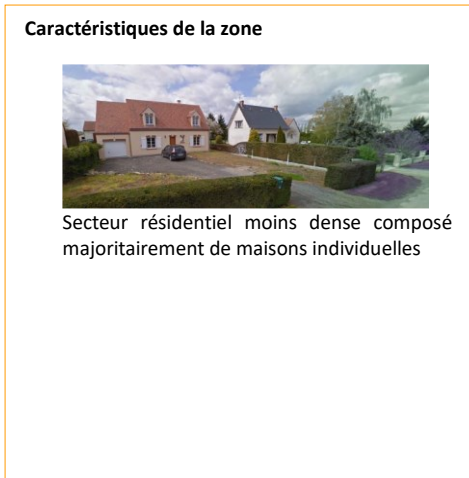 Caractéristiques de la zone
Secteur résidentiel moins dense composé
majoritairement de maisons individuelles